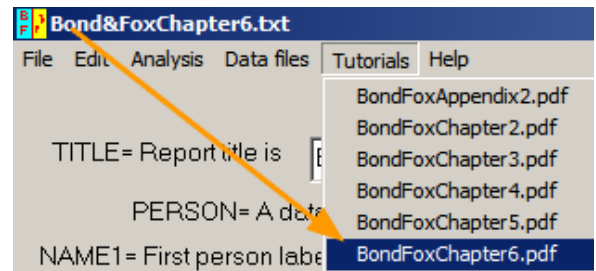 B F Bond&FoxChapter6.txt
File Edit Analysis Data files Tutorials Help
BondFoxAppendix2.pdf
BondFoxChapter2.pdf
TITLE= Report title is
BondFoxChapter3.pdf
BondFoxChapter4.pdf
PERSON= A data
BondFoxChapter5.pdf
NAME1= First person labe
BondFoxChapter6.pdf